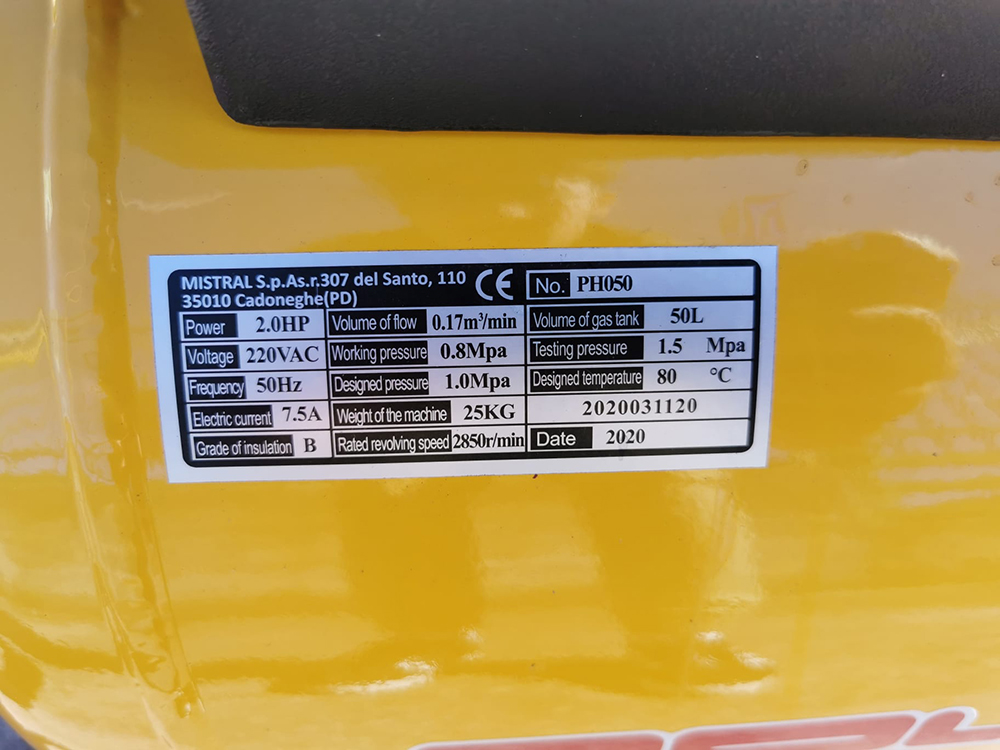 MISTRAL S.p.As.r.307 del Santo, 110
35010 Cadoneghe(PD)
CE
No. PH050
Power 2.0HP Volume of flow 0.17m³/min Volume of gas tank 50L
Voltage 220VAC Working pressure 0.8Mpa Testing pressure 1.5 Mpa
Frequency 50Hz Designed pressure 1.0Mpa Designed temperature 80 °C
Electric current 7.5A Weight of the machine 25KG 2020031120
Grade of insulation B Rated revolving speed 2850r/min Date 2020